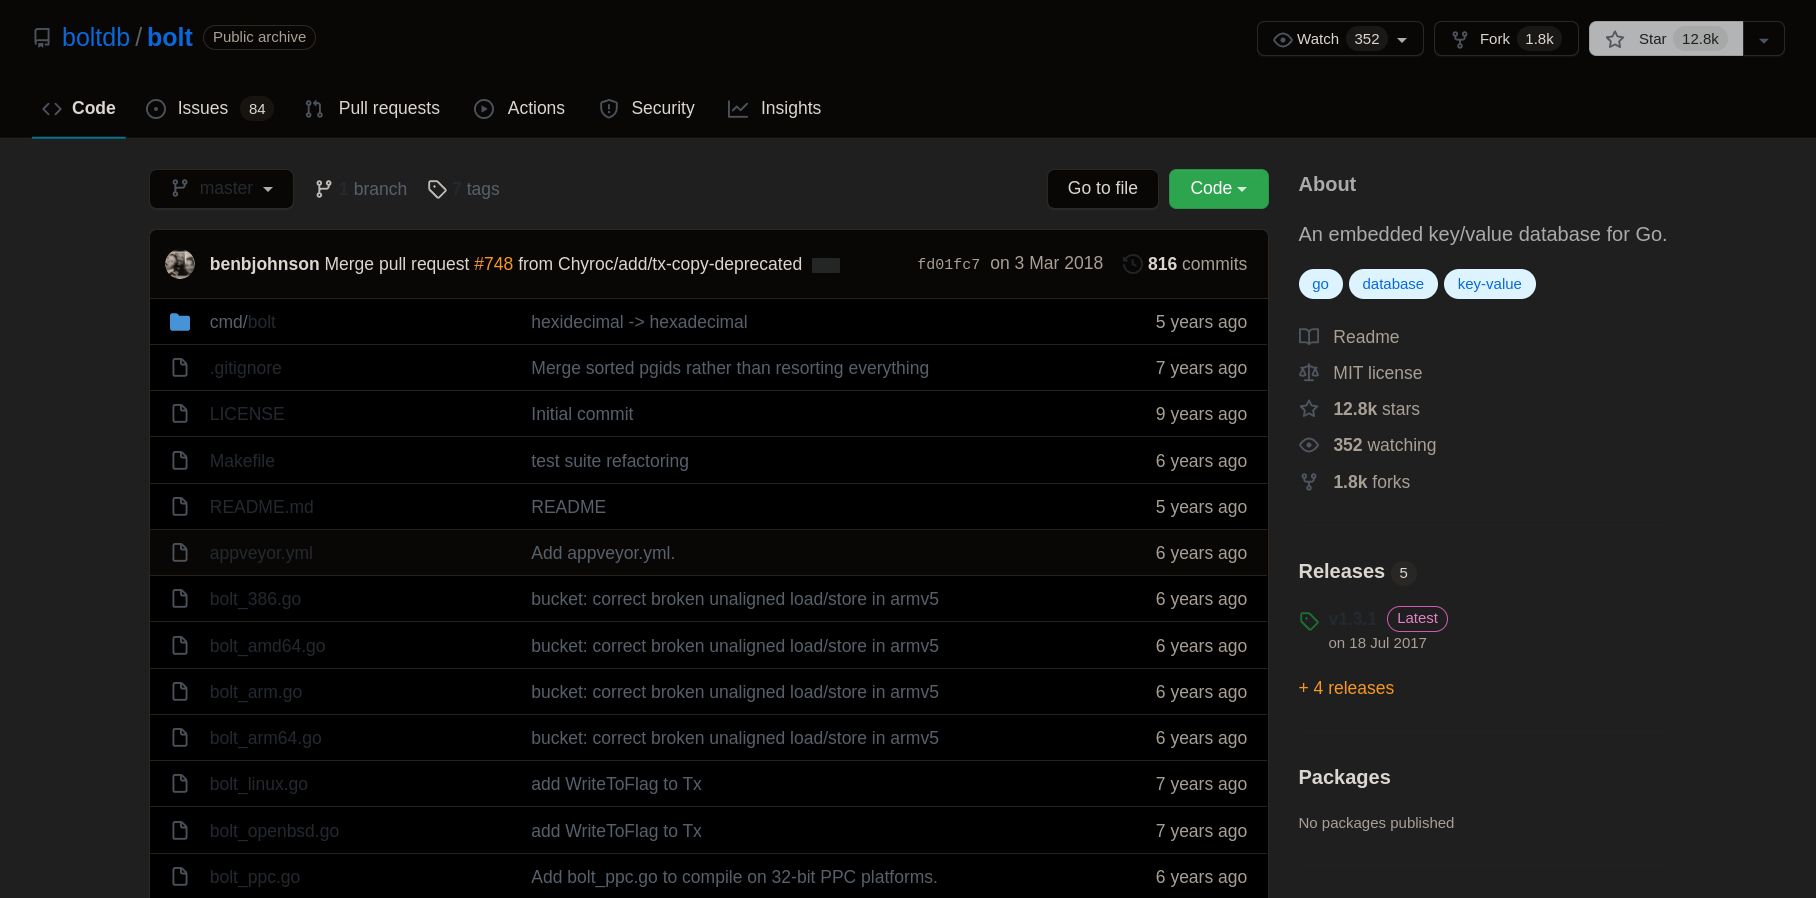 boltdb / bolt Public archive
Watch 352 Fork 1.8k Star 12.8k
Code Issues 84 Pull requests Actions Security Insights
master 1 branch 7 tags Go to file Code
benbjohnson Merge pull request #748 from Chyroc/add/tx-copy-deprecated fd01fc7 on 3 Mar 2018 816 commits
cmd/bolt hexidecimal -> hexadecimal 5 years ago
.gitignore Merge sorted pgids rather than resorting everything 7 years ago
LICENSE Initial commit 9 years ago
Makefile test suite refactoring 6 years ago
README.md README 5 years ago
appveyor.yml Add appveyor.yml. 6 years ago
bolt_386.go bucket: correct broken unaligned load/store in armv5 6 years ago
bolt_amd64.go bucket: correct broken unaligned load/store in armv5 6 years ago
bolt_arm.go bucket: correct broken unaligned load/store in armv5 6 years ago
bolt_arm64.go bucket: correct broken unaligned load/store in armv5 6 years ago
bolt_linux.go add WriteToFlag to Tx 7 years ago
bolt_openbsd.go add WriteToFlag to Tx 7 years ago
bolt_ppc.go Add bolt_ppc.go to compile on 32-bit PPC platforms. 6 years ago
About
An embedded key/value database for Go.
go database key-value
Readme
MIT license
12.8k stars
352 watching
1.8k forks
Releases 5
v1.3.1 Latest
on 18 Jul 2017
+ 4 releases
Packages
No packages published